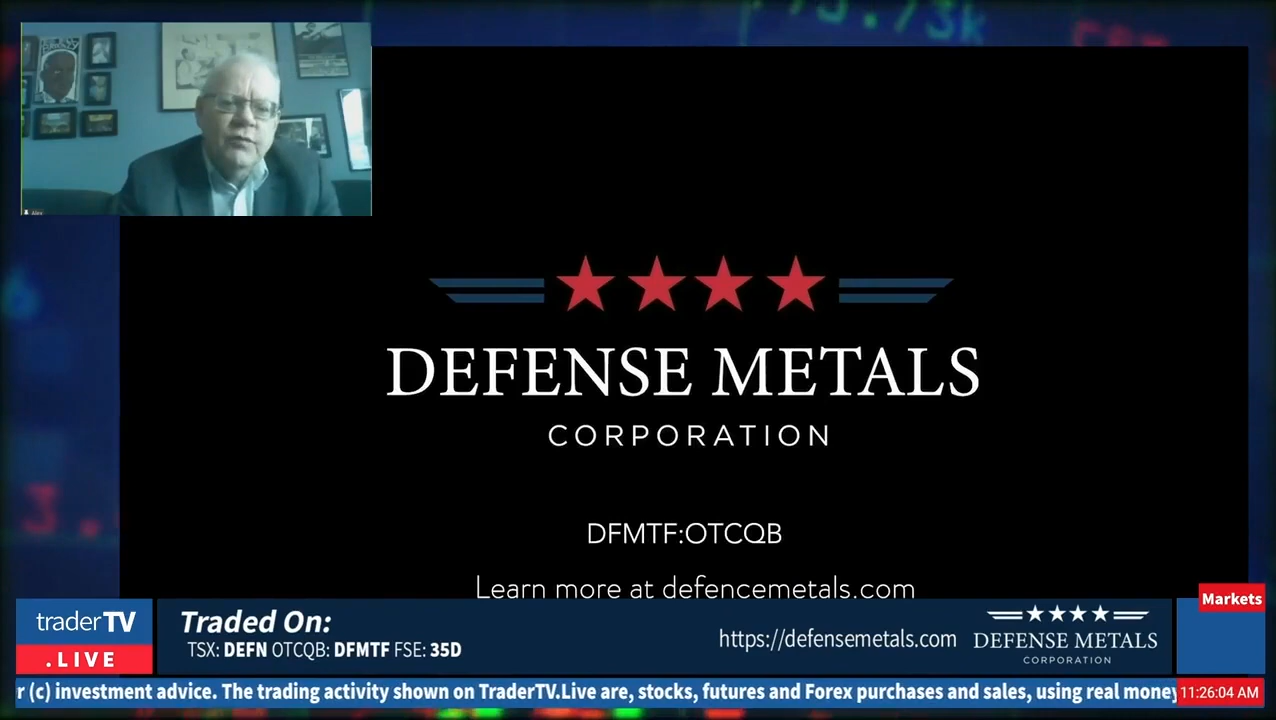 Alex
★★★★
DEFENSE METALS
CORPORATION
DFMTF:OTCQB
Learn more at defencemetals.com
Markets
traderTV
.LIVE
Traded On:
TSX: DEFN OTCQB: DFMTF FSE: 35D
https://defensemetals.com
DEFENSE METALS
CORPORATION
r (c) investment advice. The trading activity shown on TraderTV.Live are, stocks, futures and Forex purchases and sales, using real money
11:26:04 AM